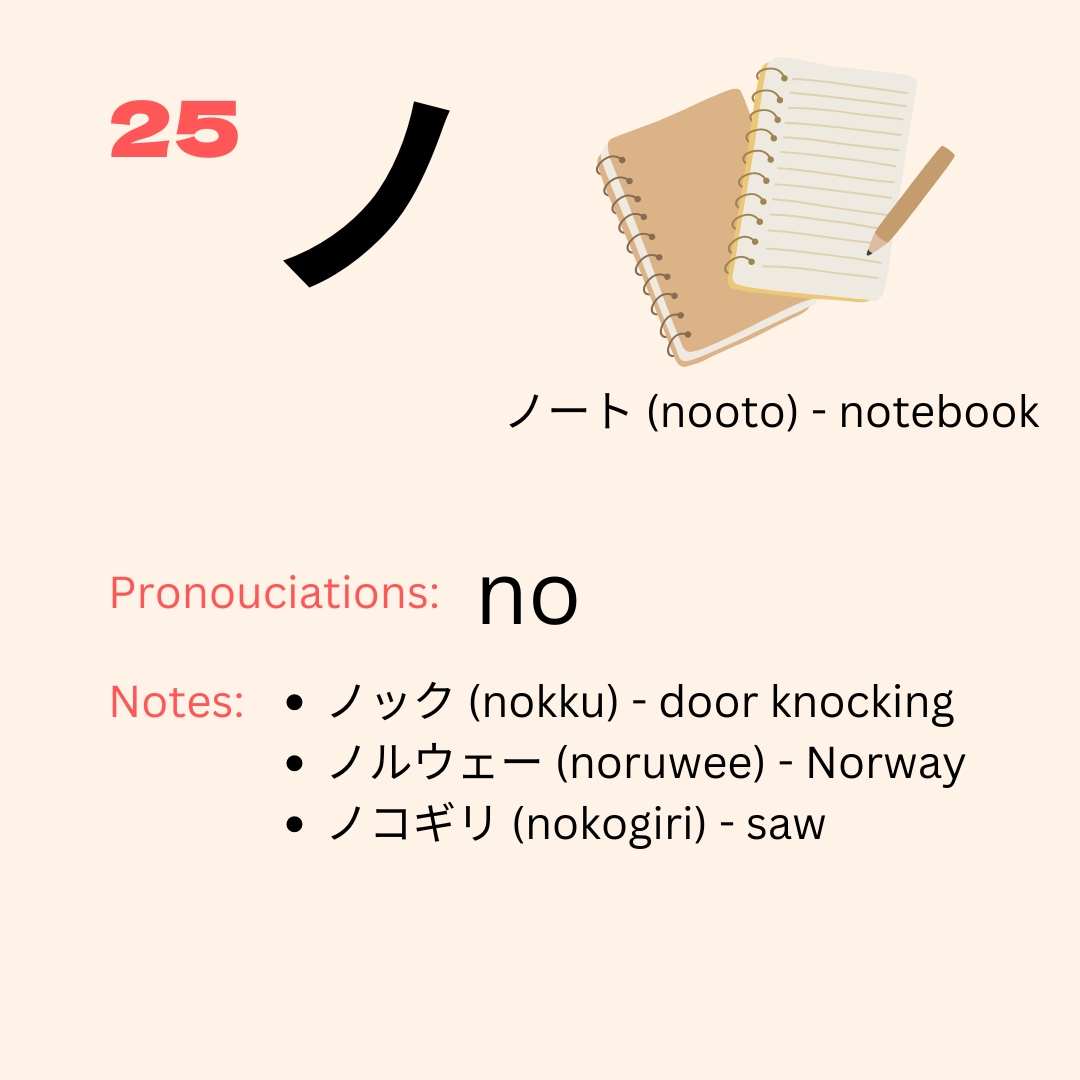 25
ノ
ノート (nooto) - notebook
Pronouciations: no
Notes:
• ノック (nokku) - door knocking
• ノルウェー (noruwee) - Norway
• ノコギリ (nokogiri) - saw